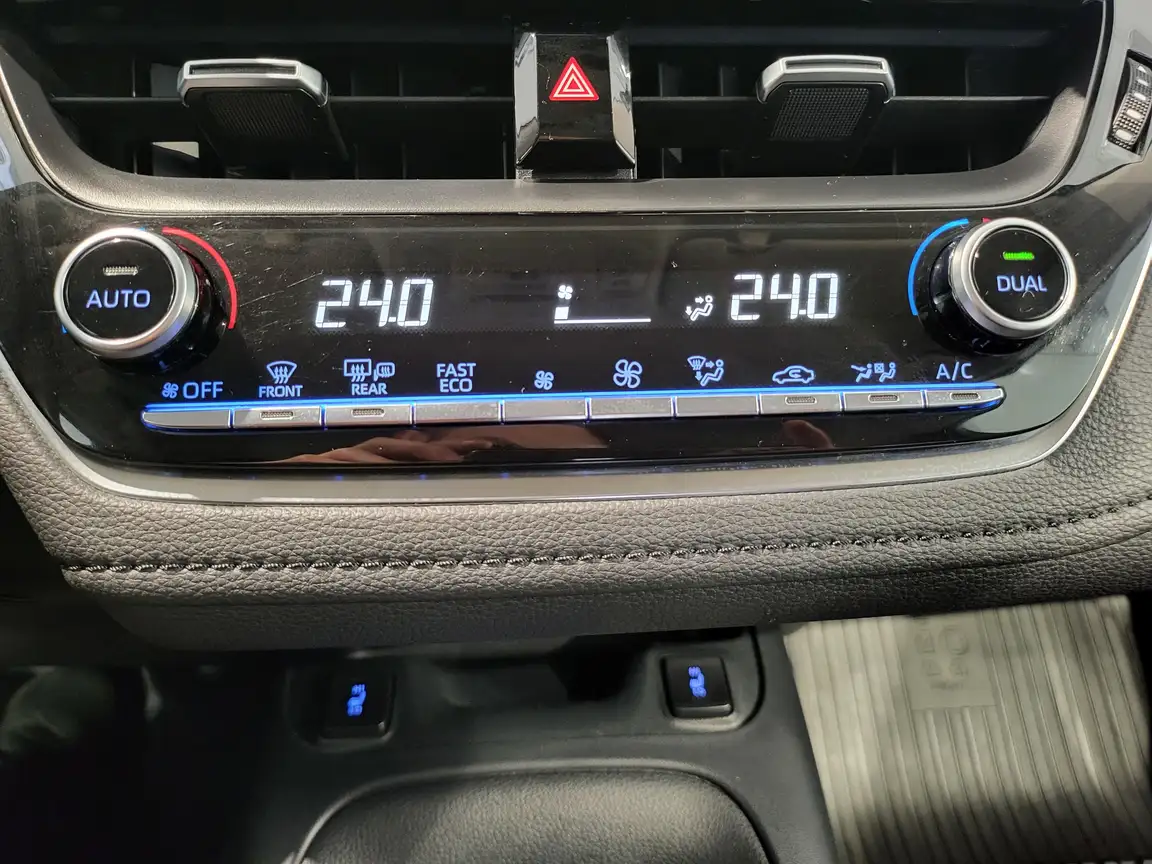 AUTO
24.0
24.0
DUAL
OFF
FRONT
REAR
FAST
ECO
A/C